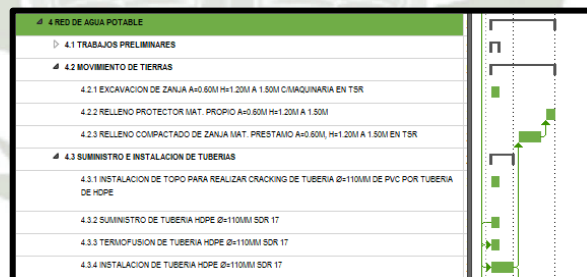 4 RED DE AGUA POTABLE
4.1 TRABAJOS PRELIMINARES
4.2 MOVIMIENTO DE TIERRAS
4.2.1 EXCAVACION DE ZANJA A=0.60M H=1.20M A 1.50M C/MAQUINARIA EN TSR
4.2.2 RELLENO PROTECTOR MAT. PROPIO A=0.60M H=1.20M A 1.50M
4.2.3 RELLENO COMPACTADO DE ZANJA MAT. PRESTAMO A=0.60M, H=1.20M A 1.50M EN TSR
4.3 SUMINISTRO E INSTALACION DE TUBERIAS
4.3.1 INSTALACION DE TOPO PARA REALIZAR CRACKING DE TUBERIA Ø=110MM DE PVC POR TUBERIA
DE HDPE
4.3.2 SUMINISTRO DE TUBERIA HDPE Ø=110MM SDR 17
4.3.3 TERMOFUSION DE TUBERIA HDPE Ø=110MM SDR 17
4.3.4 INSTALACION DE TUBERIA HDPE Ø=110MM SDR 17